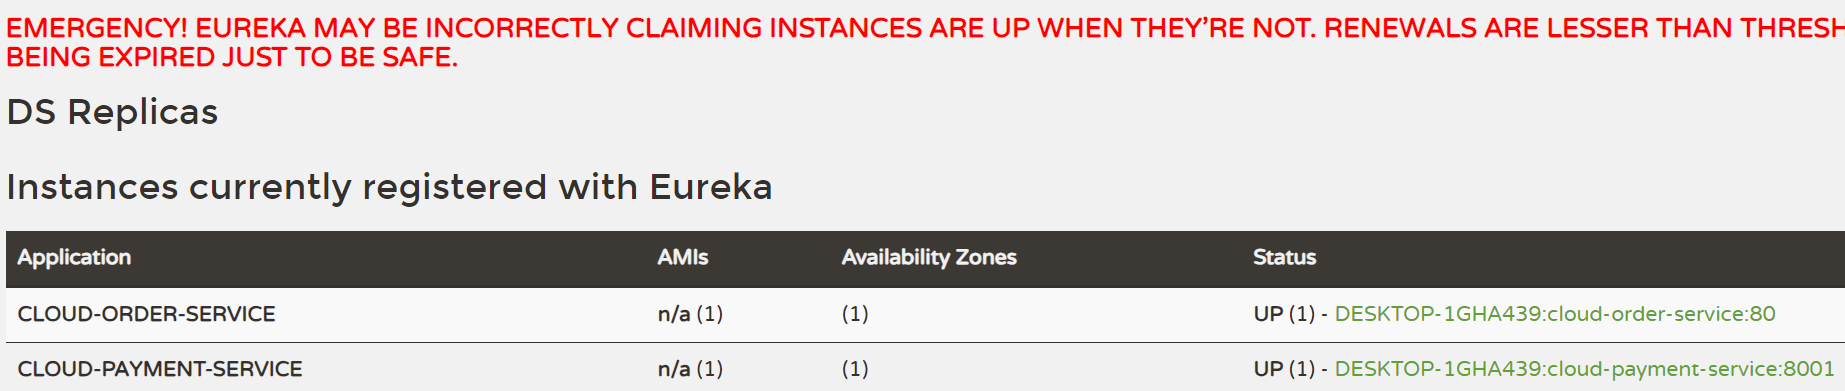 EMERGENCY! EUREKA MAY BE INCORRECTLY CLAIMING INSTANCES ARE UP WHEN THEY’RE NOT. RENEWALS ARE LESSER THAN THRESH
BEING EXPIRED JUST TO BE SAFE.
DS Replicas
Instances currently registered with Eureka
Application AMIs Availability Zones Status
CLOUD-ORDER-SERVICE n/a (1) (1) UP (1) - DESKTOP-1GHA439:cloud-order-service:80
CLOUD-PAYMENT-SERVICE n/a (1) (1) UP (1) - DESKTOP-1GHA439:cloud-payment-service:8001